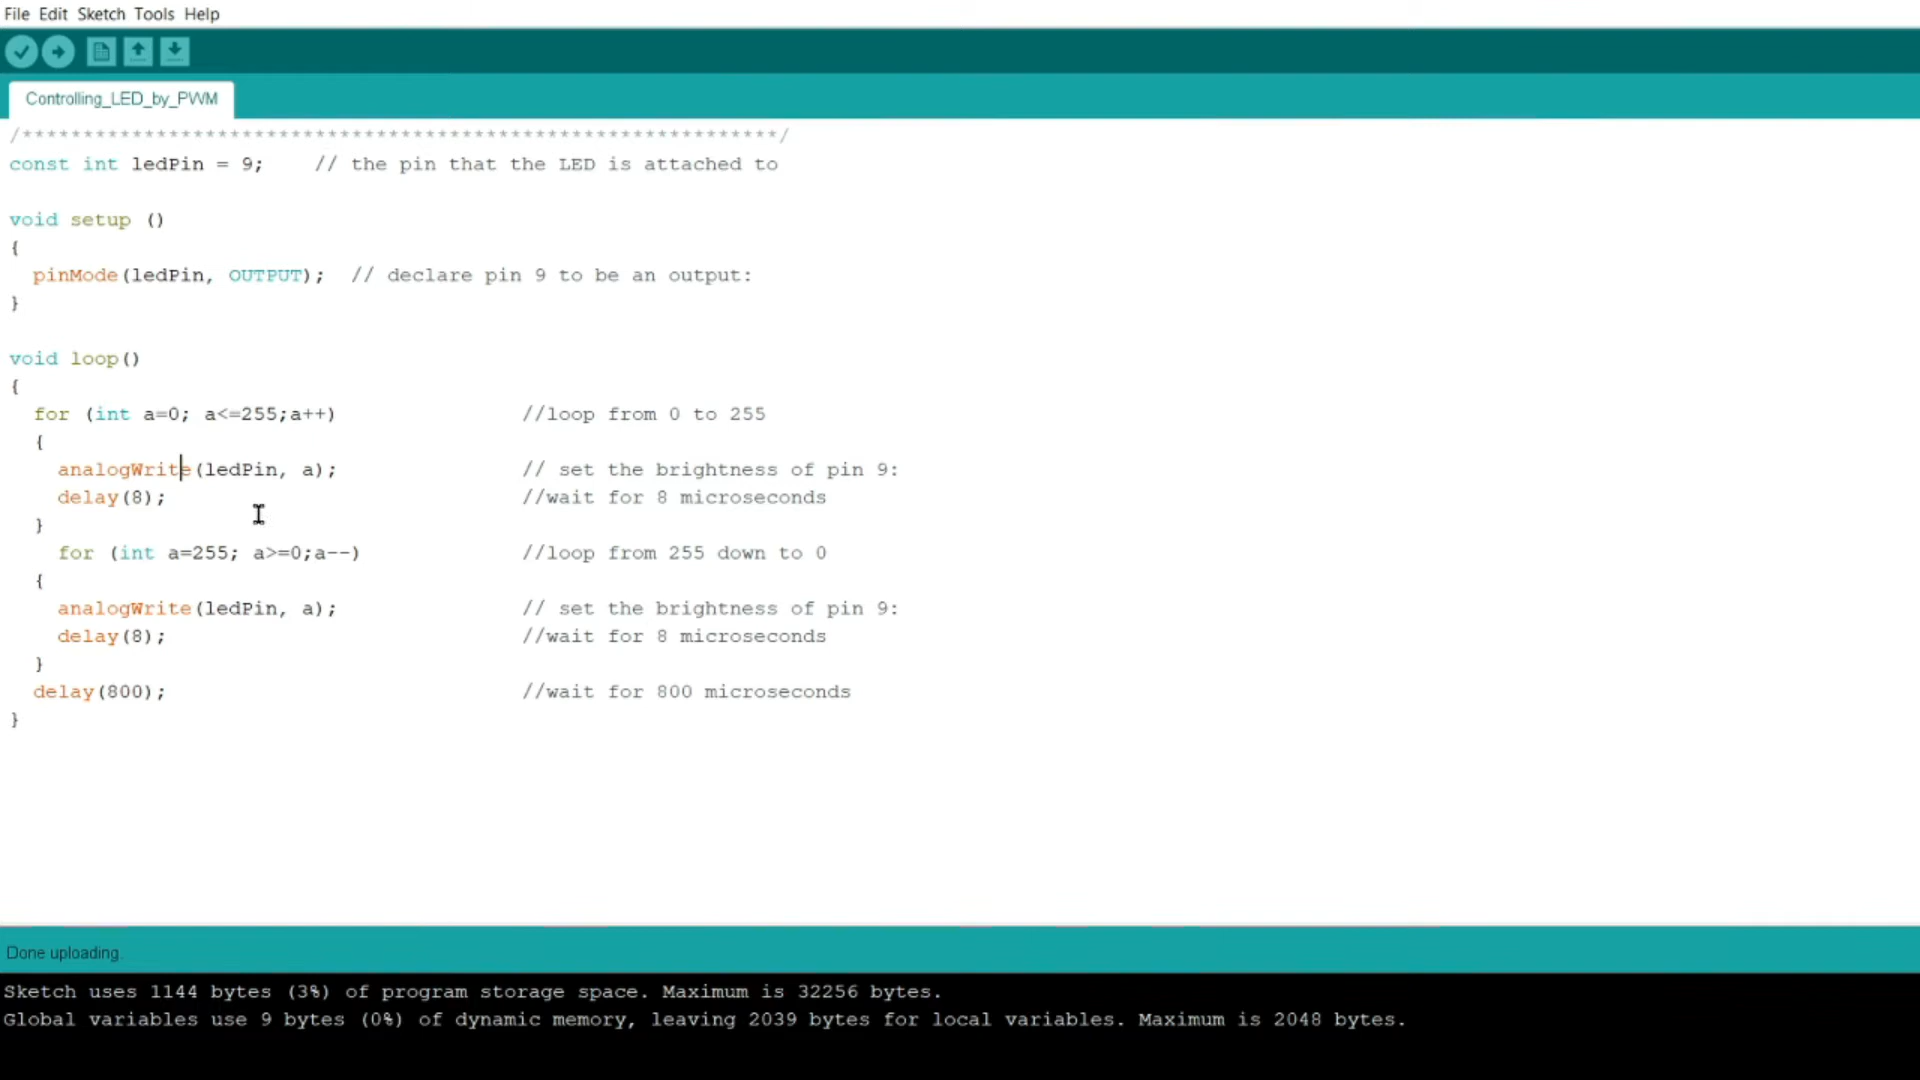 File Edit Sketch Tools Help
Controlling_LED_by_PWM
/**************************************************************/
const int ledPin = 9;    // the pin that the LED is attached to
void setup ()
{
  pinMode(ledPin, OUTPUT);  // declare pin 9 to be an output:
}
void loop()
{
  for (int a=0; a<=255;a++)               //loop from 0 to 255
  {
    analogWrite(ledPin, a);               // set the brightness of pin 9:
    delay(8);                             //wait for 8 microseconds
  }
    for (int a=255; a>=0;a--)             //loop from 255 down to 0
  {
    analogWrite(ledPin, a);               // set the brightness of pin 9:
    delay(8);                             //wait for 8 microseconds
  }
  delay(800);                             //wait for 800 microseconds
}
Done uploading.
Sketch uses 1144 bytes (3%) of program storage space. Maximum is 32256 bytes.
Global variables use 9 bytes (0%) of dynamic memory, leaving 2039 bytes for local variables. Maximum is 2048 bytes.